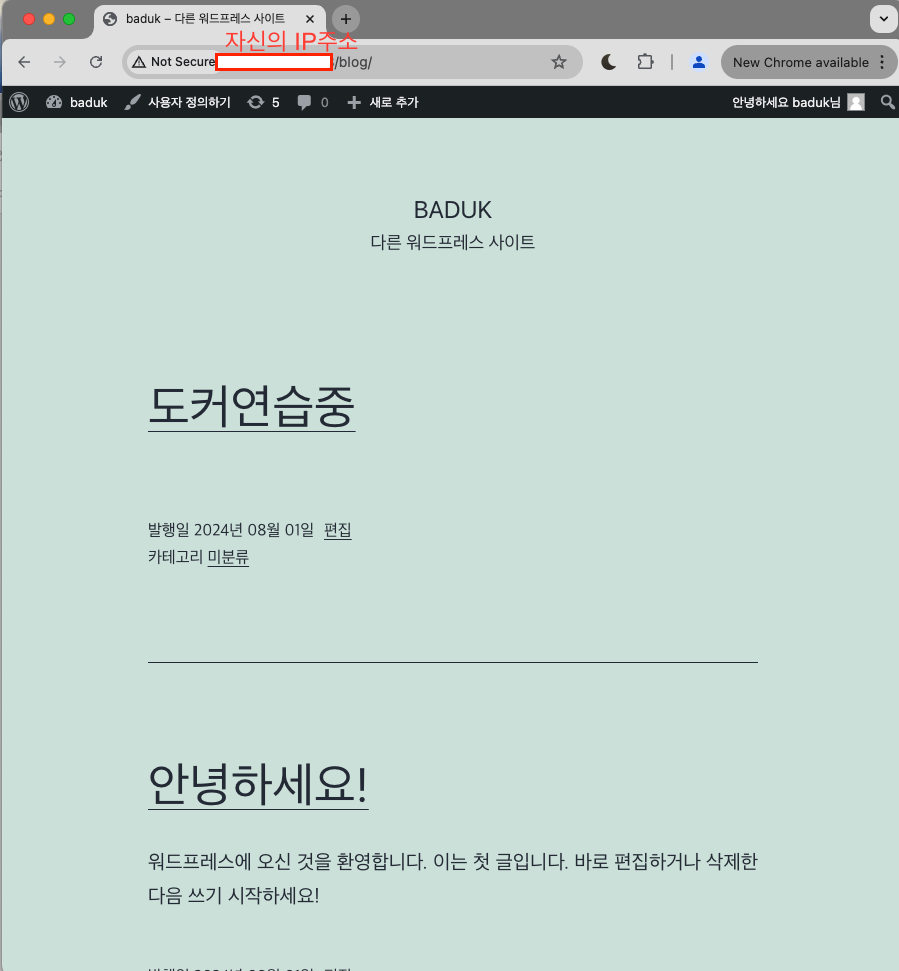 baduk – 다른 워드프레스 사이트
자신의 IP주소
Not Secure /blog/
New Chrome available
baduk 사용자 정의하기 5 0 새로 추가 안녕하세요 baduk님
BADUK
다른 워드프레스 사이트
도커연습중
발행일 2024년 08월 01일 편집
카테고리 미분류
안녕하세요!
워드프레스에 오신 것을 환영합니다. 이는 첫 글입니다. 바로 편집하거나 삭제한
다음 쓰기 시작하세요!